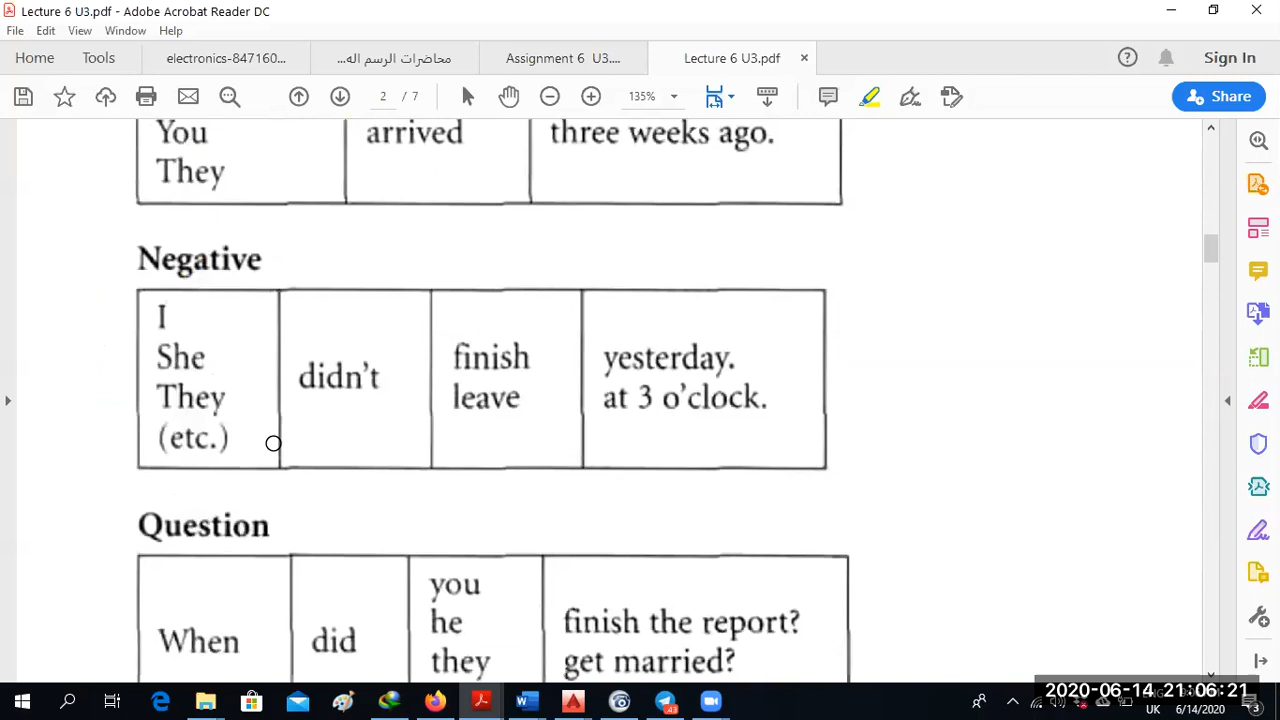 Lecture 6 U3.pdf - Adobe Acrobat Reader DC
File Edit View Window Help
Home Tools electronics-847160... محاضرات الرسم اله... Assignment 6 U3.... Lecture 6 U3.pdf × Sign In
2 / 7 135% Share
You arrived three weeks ago.
They
Negative
I
She finish yesterday.
didn't
They leave at 3 o'clock.
(etc.)
Question
you
he finish the report?
When did
they get married?
43
2020-06-14 21:06:21
UK 6/14/2020 3